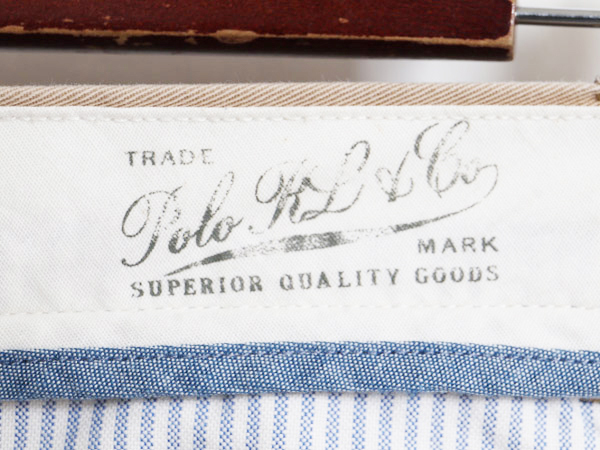 TRADE
Polo RL & Co
MARK
SUPERIOR QUALITY GOODS